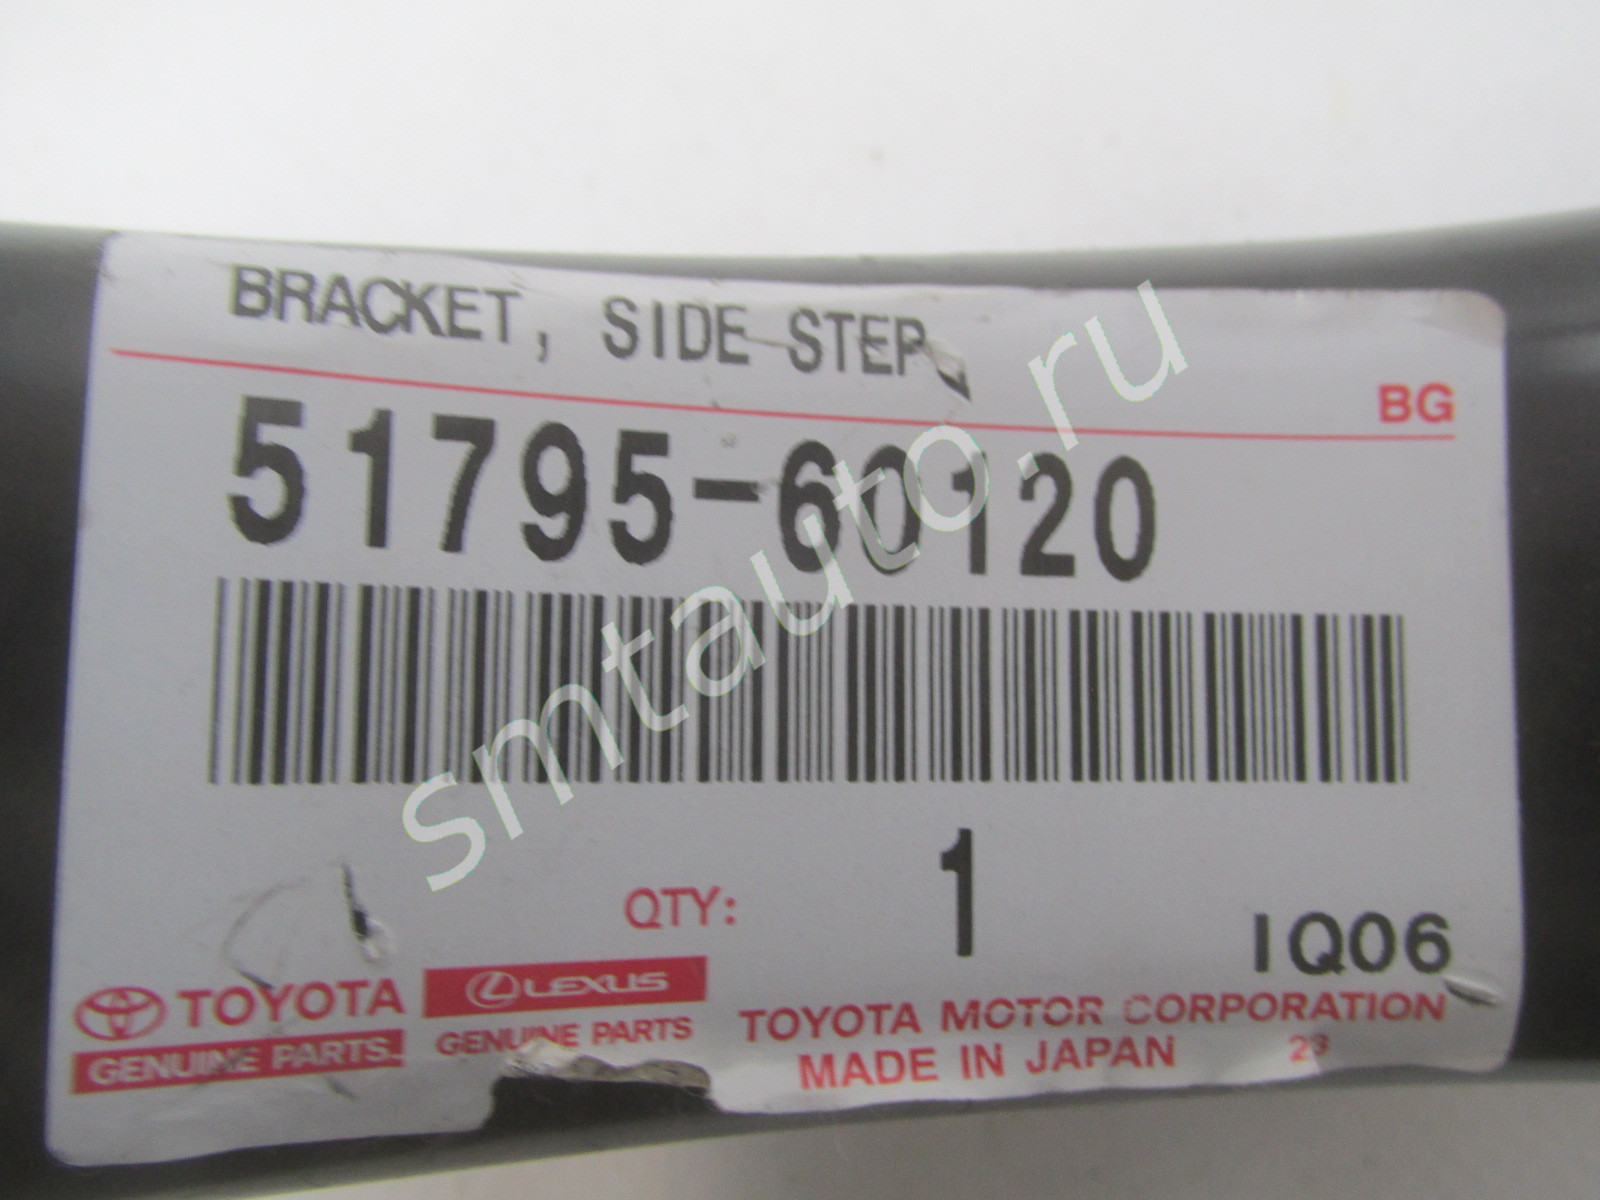 BRACKET, SIDE STEP
BG
51795-60120
smtauto.ru
QTY: 1
1Q06
TOYOTA
GENUINE PARTS
LEXUS
GENUINE PARTS
TOYOTA MOTOR CORPORATION
MADE IN JAPAN